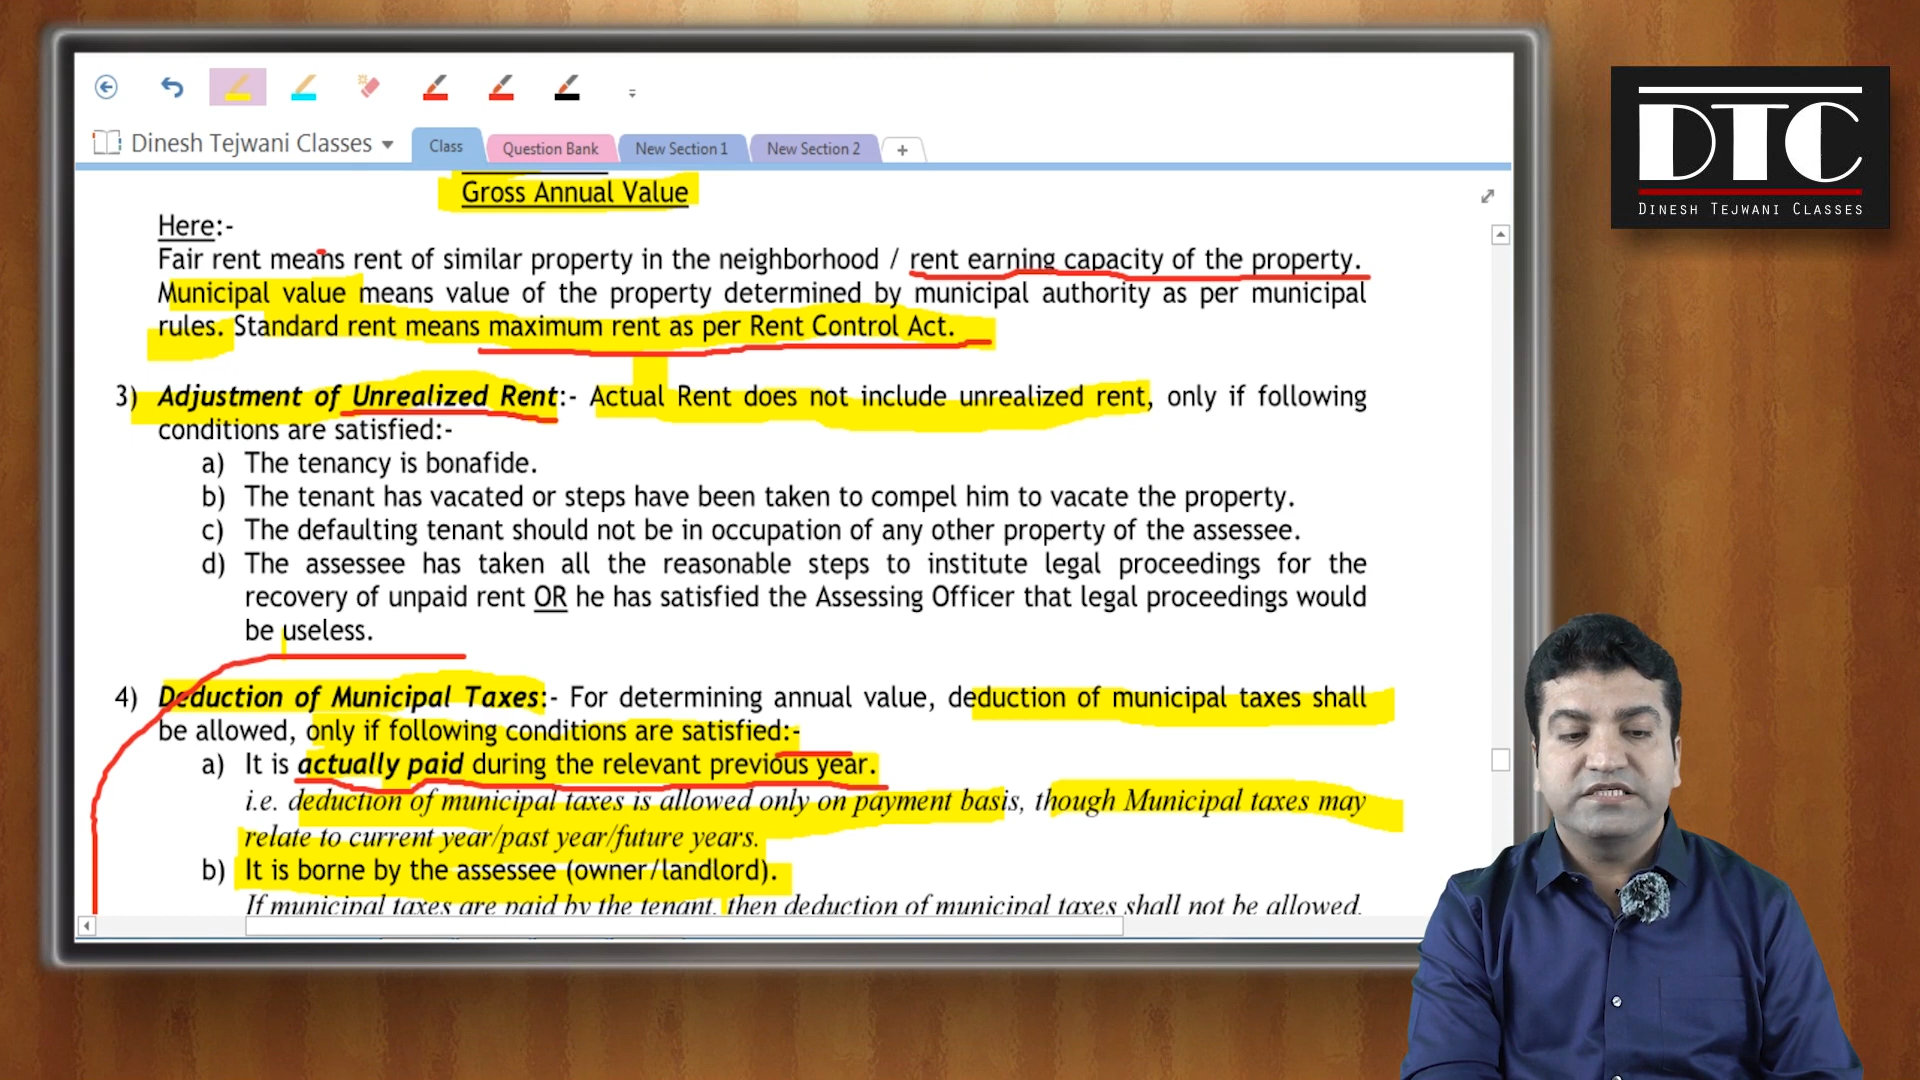 DTC
DINESH TEJWANI CLASSES
Dinesh Tejwani Classes
Class
Question Bank
New Section 1
New Section 2
+
Gross Annual Value
Here:-
Fair rent means rent of similar property in the neighborhood / rent earning capacity of the property.
Municipal value means value of the property determined by municipal authority as per municipal
rules. Standard rent means maximum rent as per Rent Control Act.
3) Adjustment of Unrealized Rent:- Actual Rent does not include unrealized rent, only if following
conditions are satisfied:-
a) The tenancy is bonafide.
b) The tenant has vacated or steps have been taken to compel him to vacate the property.
c) The defaulting tenant should not be in occupation of any other property of the assessee.
d) The assessee has taken all the reasonable steps to institute legal proceedings for the
recovery of unpaid rent OR he has satisfied the Assessing Officer that legal proceedings would
be useless.
4) Deduction of Municipal Taxes:- For determining annual value, deduction of municipal taxes shall
be allowed, only if following conditions are satisfied:-
a) It is actually paid during the relevant previous year.
i.e. deduction of municipal taxes is allowed only on payment basis, though Municipal taxes may
relate to current year/past year/future years.
b) It is borne by the assessee (owner/landlord).
If municipal taxes are paid by the tenant, then deduction of municipal taxes shall not be allowed.